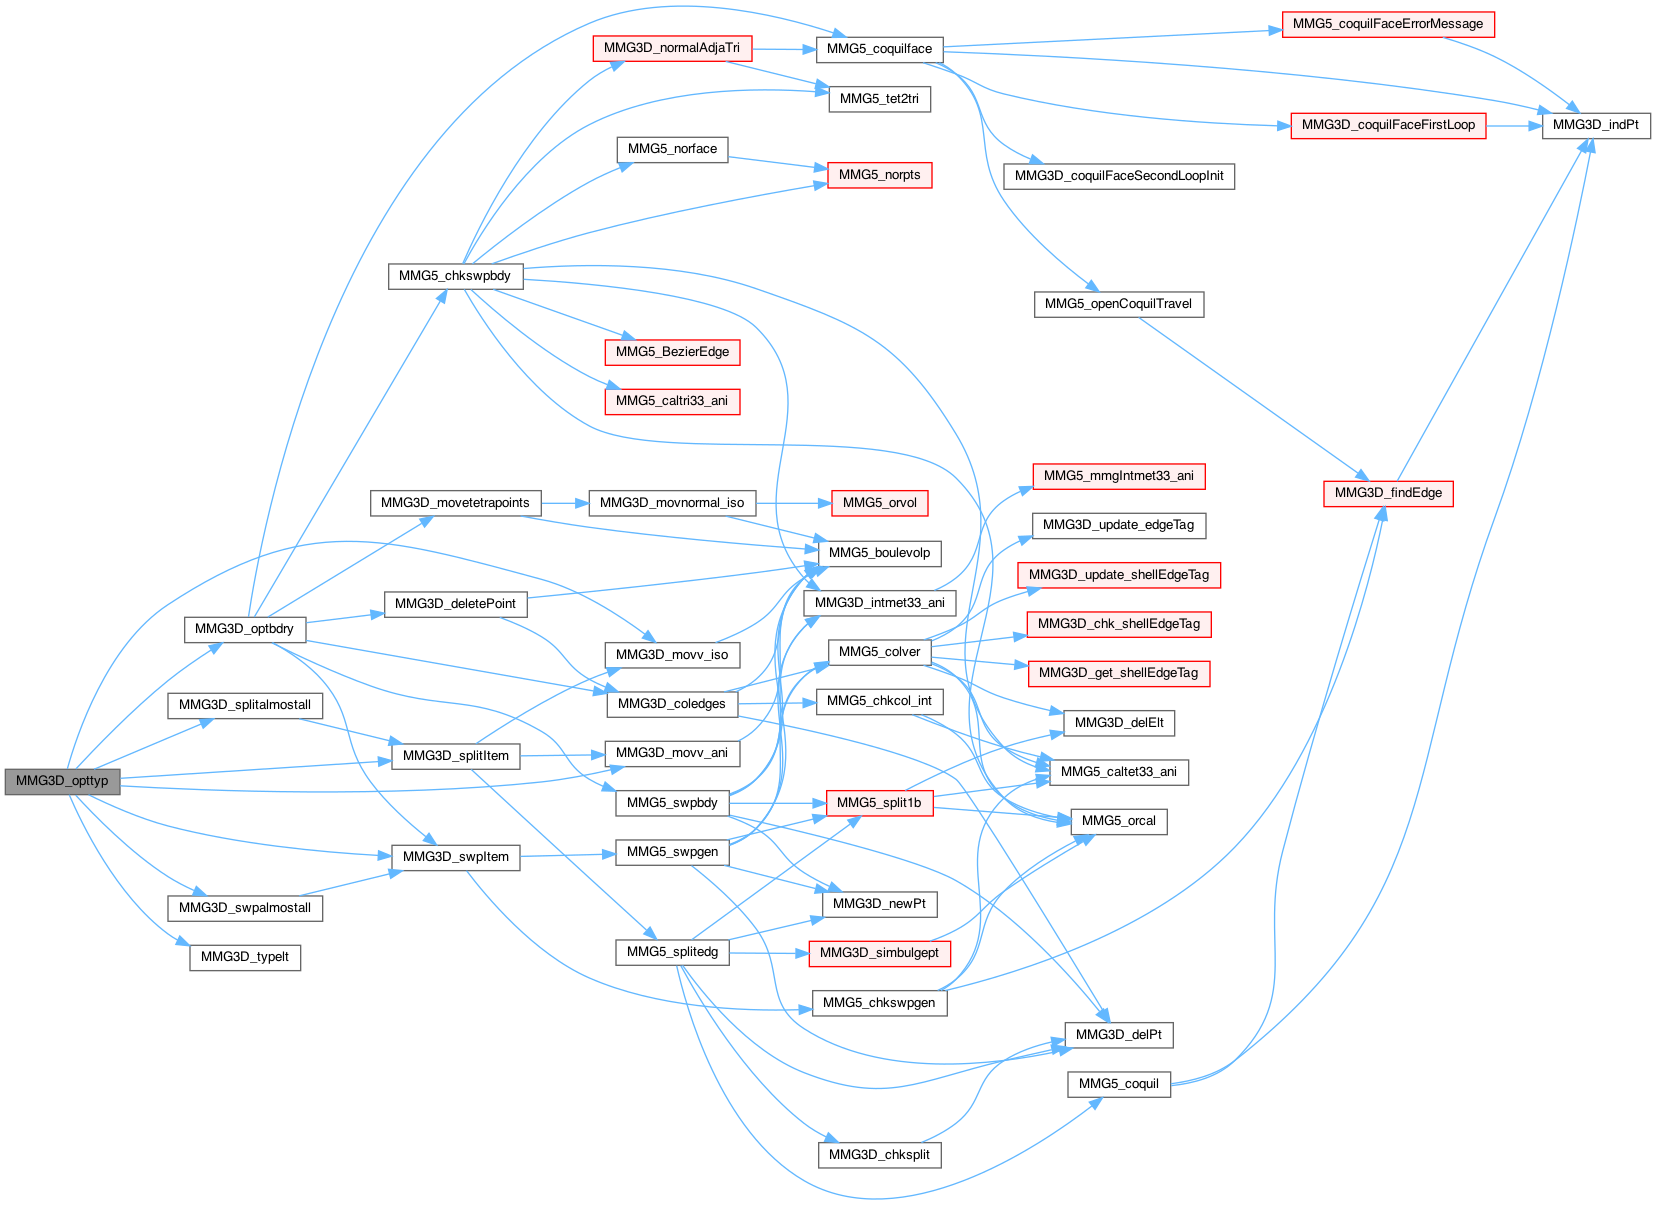 MMG5_coquilFaceErrorMessage
MMG3D_normalAdjaTri
MMG5_coquilface
MMG5_tet2tri
MMG3D_coquilFaceFirstLoop
MMG3D_indPt
MMG5_norface
MMG5_norpts
MMG3D_coquilFaceSecondLoopInit
MMG5_chkswpbdy
MMG5_openCoquilTravel
MMG5_BezierEdge
MMG5_caltri33_ani
MMG5_mmgIntmet33_ani
MMG3D_findEdge
MMG3D_movetetrapoints
MMG3D_movnormal_iso
MMG5_orvol
MMG3D_update_edgeTag
MMG5_boulevolp
MMG3D_update_shellEdgeTag
MMG3D_deletePoint
MMG3D_intmet33_ani
MMG3D_optbdry
MMG3D_chk_shellEdgeTag
MMG3D_movv_iso
MMG5_colver
MMG3D_get_shellEdgeTag
MMG3D_splitalmostall
MMG3D_coledges
MMG5_chkcol_int
MMG3D_delElt
MMG3D_splitItem
MMG3D_movv_ani
MMG3D_opttyp
MMG5_caltet33_ani
MMG5_swpbdy
MMG5_split1b
MMG5_orcal
MMG3D_swpItem
MMG5_swpgen
MMG3D_swpalmostall
MMG3D_newPt
MMG3D_typelt
MMG5_splitedg
MMG3D_simbulgept
MMG5_chkswpgen
MMG3D_delPt
MMG5_coquil
MMG3D_chksplit